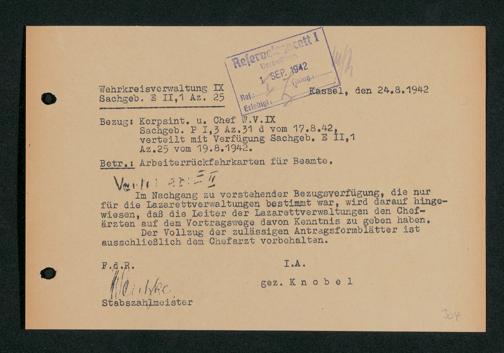 Referendariat I
1 SEP. 1942
Ref.:
Erledigt:
Wehrkreisverwaltung IX
Sachgeb. E II,1 Az. 25
Kassel, den 24.8.1942
Bezug: Korpsint. u. Chef W.V.IX
Sachgeb. P I,3 Az.31 d vom 17.8.42,
verteilt mit Verfügung Sachgeb. E II,1
Az.25 vom 19.8.1942.
Betr.: Arbeiterrückfahrkarten für Beamte.
Im Nachgang zu vorstehender Bezugsverfügung, die nur
für die Lazarettverwaltungen bestimmt war, wird darauf hinge-
wiesen, daß die Leiter der Lazarettverwaltungen den Chef-
ärzten auf dem Vortragswege davon Kenntnis zu geben haben.
Der Vollzug der zulässigen Antragsformblätter ist
ausschließlich dem Chefarzt vorbehalten.
F.d.R.
I.A.
gez. Knobel
Stabszahlmeister
304